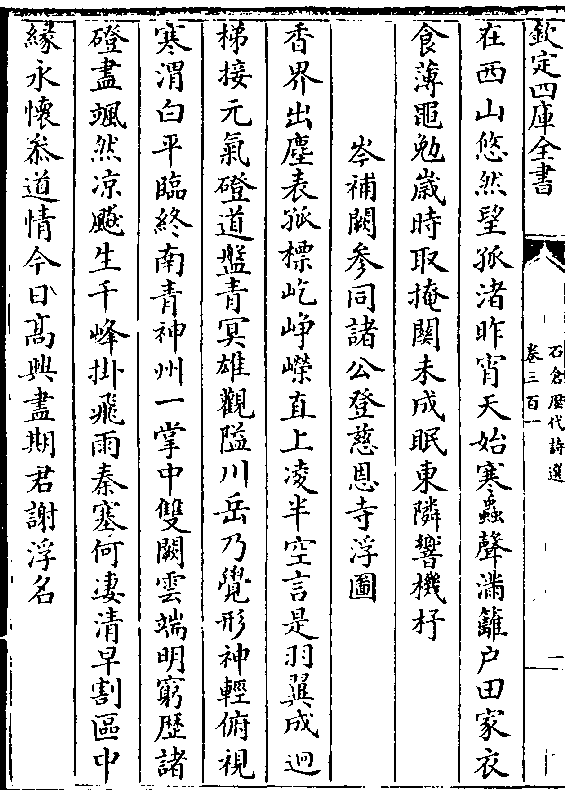 欽定四庫全書
石倉歷代詩選
卷三百一
在西山悠然望孤渚昨宵天始寒蟲聲滿籬户田家衣
食薄黽勉歳時取掩關未成眠東隣響機杼
岑補闕參同諸公登慈恩寺浮圖
香界出塵表孤標屹崢嶸直上凌半空言是羽翼成迥
梯接元氣磴道盤青冥雄觀隘川岳乃覺形神輕俯視
寒渭白平臨終南青神州一掌中雙闕雲端明窮歴諸
磴盡颯然凉飈生千峰掛飛雨秦塞何凄清早割區中
緣永懷叅道情今日高興盡期君謝浮名